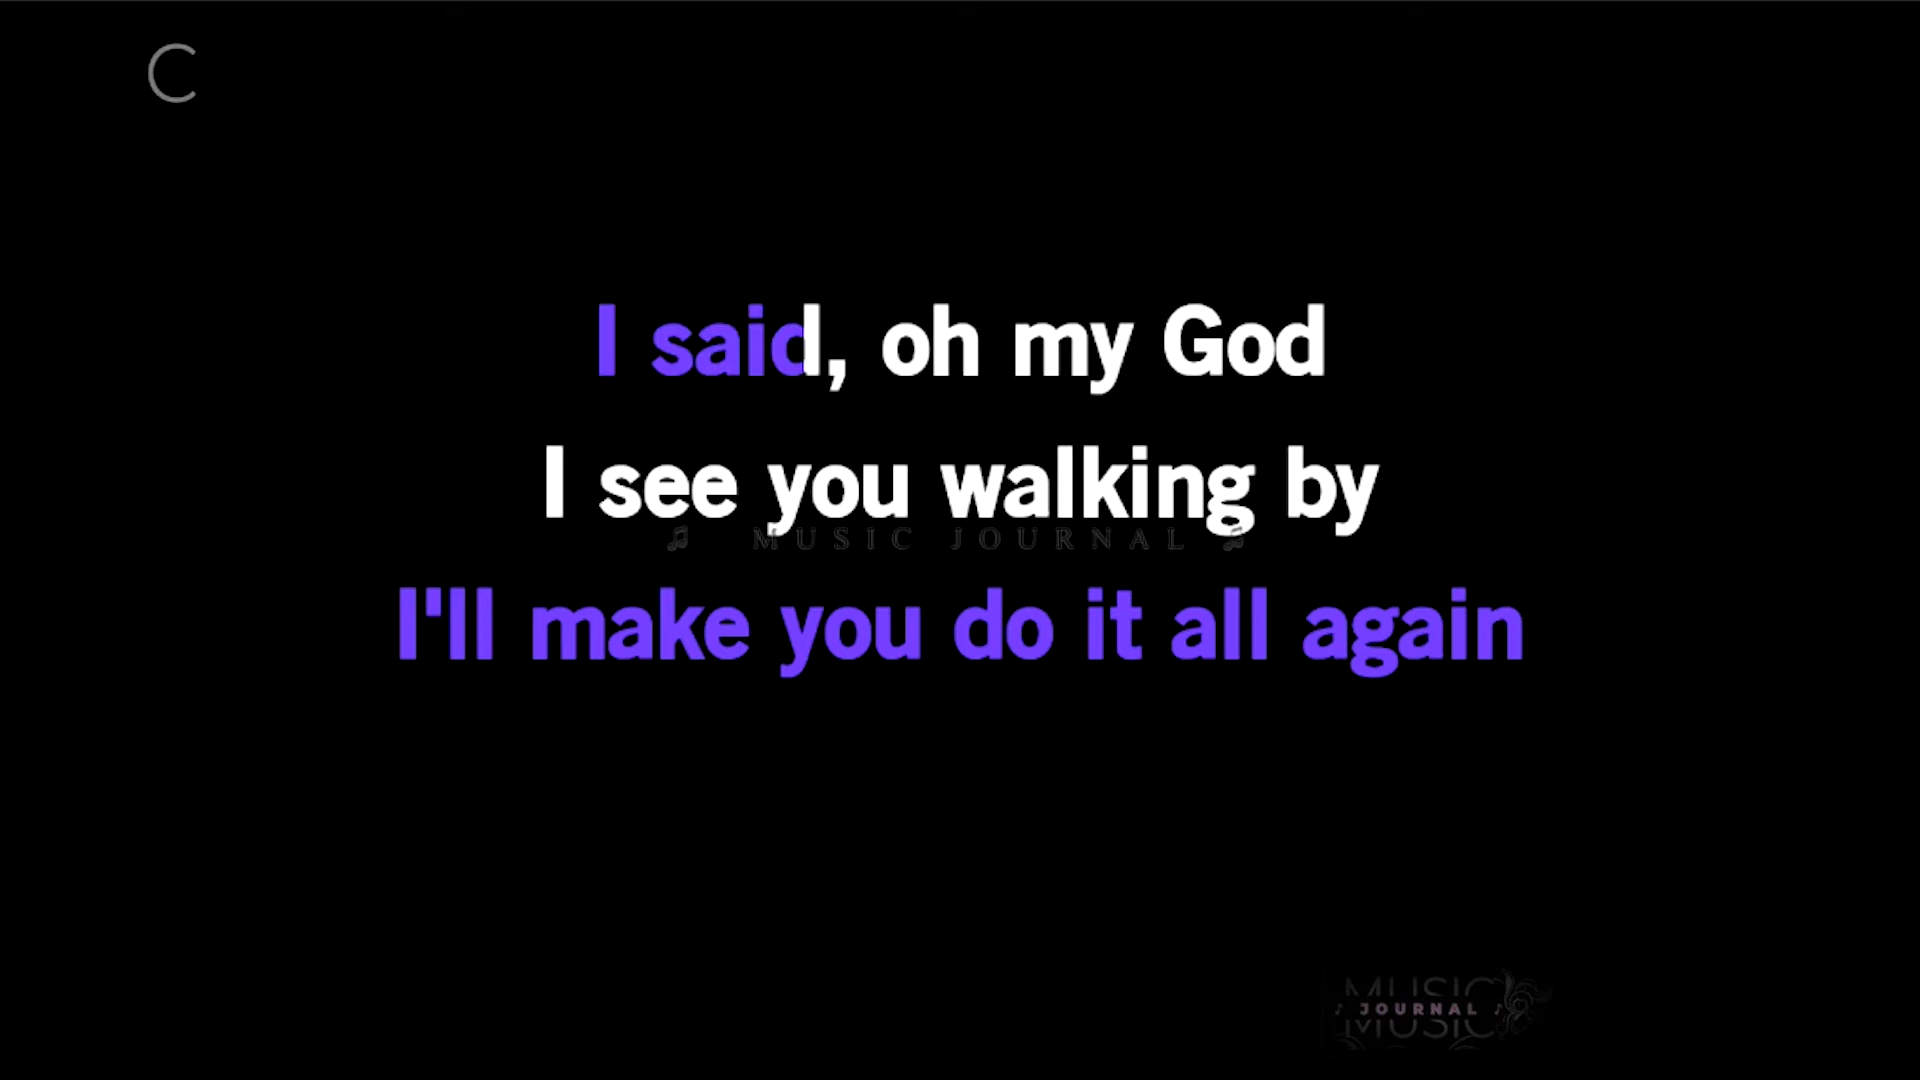 C
I said, oh my God
I see you walking by
♫ MUSIC JOURNAL ♫
I'll make you do it all again
MUSIC
♪ JOURNAL ♪
MUSIC